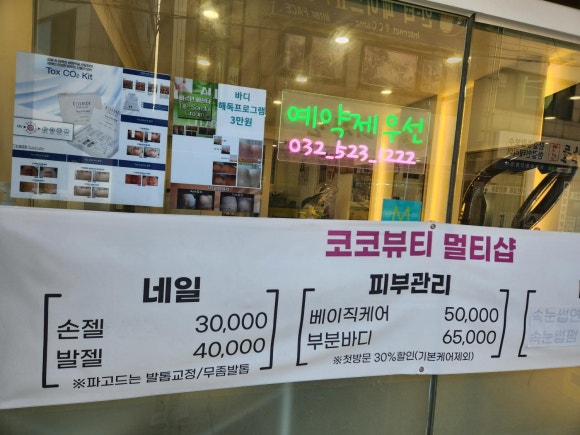 Tox CO₂ Kit
바디
해독프로그램
3만원
예약제 우선
032_523_1222
코코뷰티 멀티샵
네일
손젤 30,000
발젤 40,000
※파고드는 발톱교정/무좀발톱
피부관리
베이직케어 50,000
부분바디 65,000
※첫방문 30%할인(기본케어제외)